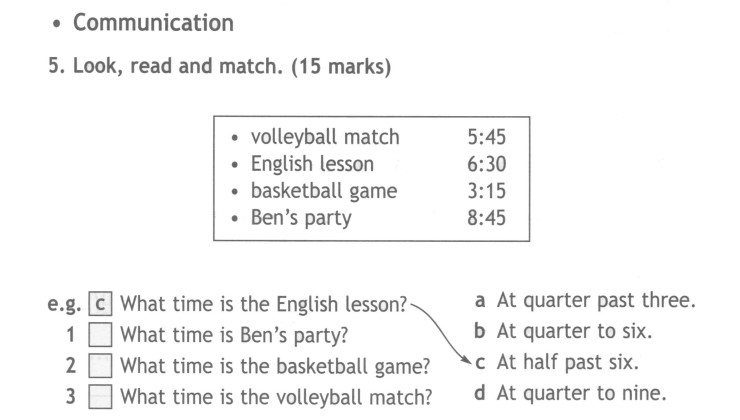 • Communication
5. Look, read and match. (15 marks)
• volleyball match 5:45
• English lesson 6:30
• basketball game 3:15
• Ben's party 8:45
e.g. c What time is the English lesson? a At quarter past three.
1 What time is Ben's party? b At quarter to six.
2 What time is the basketball game? c At half past six.
3 What time is the volleyball match? d At quarter to nine.